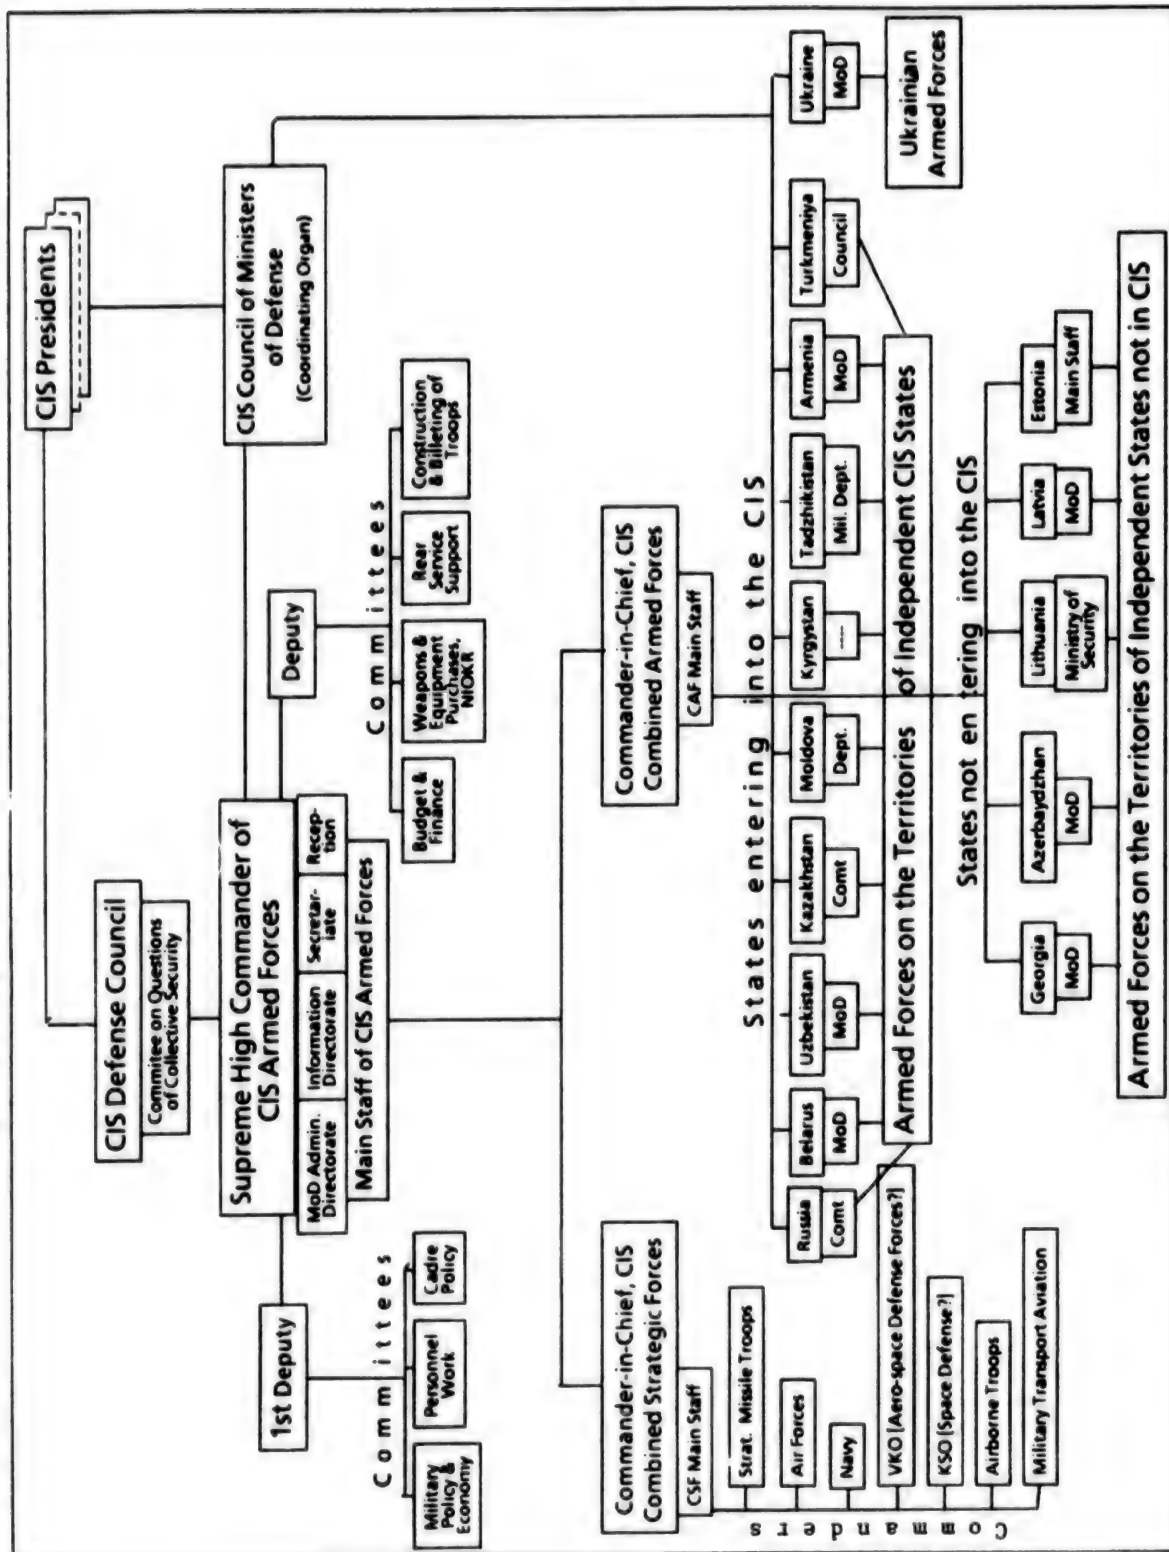 CIS Presidents
CIS Defense Council
Commitee on Questions
of Collective Security
CIS Council of Ministers
of Defense
(Coordinating Organ)
Supreme High Commander of
CIS Armed Forces
MoD Admin.
Directorate
Information
Directorate
Secretar-
iate
Recep-
tion
Main Staff of CIS Armed Forces
1st Deputy
Deputy
Committees
Military
Policy &
Economy
Personnel
Work
Cadre
Policy
Committees
Budget &
Finance
Weapons &
Equipment
Purchases,
NIOKR
Rear
Service
Support
Construction
& Billeting of
Troops
Commander-in-Chief, CIS
Combined Strategic Forces
CSF Main Staff
Commander-in-Chief, CIS
Combined Armed Forces
CAF Main Staff
Commanders
Strat. Missile Troops
Air Forces
Navy
VKO [Aero-space Defense Forces?]
KSO [Space Defense?]
Airborne Troops
Military Transport Aviation
States entering into the CIS
Russia
Comt
Belarus
MoD
Uzbekistan
MoD
Kazakhstan
Comt
Moldova
Dept.
Kyrgystan
----
Tadzhikistan
Mil. Dept.
Armenia
MoD
Turkmeniya
Council
Ukraine
MoD
Ukrainian
Armed Forces
Armed Forces on the Territories of Independent CIS States
States not entering into the CIS
Georgia
MoD
Azerbaydzhan
MoD
Lithuania
Ministry of
Security
Latvia
MoD
Estonia
Main Staff
Armed Forces on the Territories of Independent States not in CIS